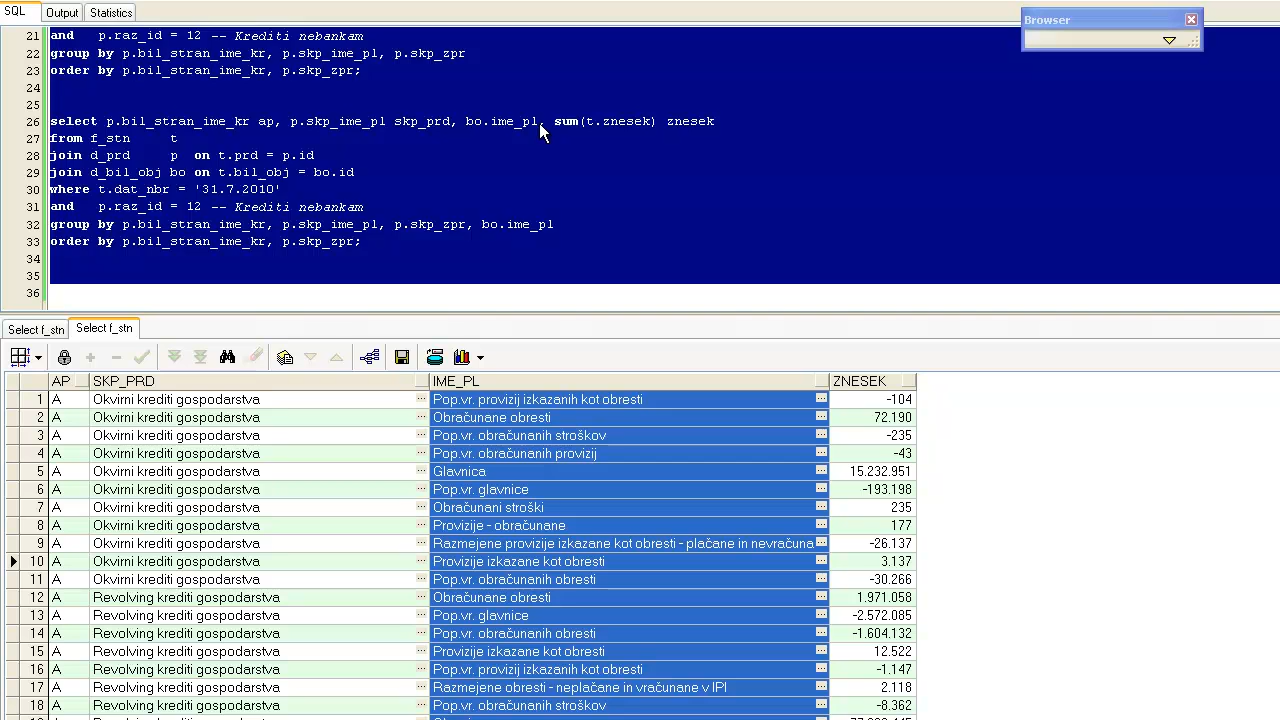 SQL Output Statistics
Browser
21 and p.raz_id = 12 -- Krediti nebankam
22 group by p.bil_stran_ime_kr, p.skp_ime_pl, p.skp_zpr
23 order by p.bil_stran_ime_kr, p.skp_zpr;
24
25
26 select p.bil_stran_ime_kr ap, p.skp_ime_pl skp_prd, bo.ime_pl, sum(t.znesek) znesek
27 from f_stn t
28 join d_prd p on t.prd = p.id
29 join d_bil_obj bo on t.bil_obj = bo.id
30 where t.dat_nbr = '31.7.2010'
31 and p.raz_id = 12 -- Krediti nebankam
32 group by p.bil_stran_ime_kr, p.skp_ime_pl, p.skp_zpr, bo.ime_pl
33 order by p.bil_stran_ime_kr, p.skp_zpr;
34
35
36
Select f_stn Select f_stn
AP SKP_PRD IME_PL ZNESEK
1 A Okvirni krediti gospodarstva Pop.vr. provizij izkazanih kot obresti -104
2 A Okvirni krediti gospodarstva Obračunane obresti 72.190
3 A Okvirni krediti gospodarstva Pop.vr. obračunanih stroškov -235
4 A Okvirni krediti gospodarstva Pop.vr. obračunanih provizij -43
5 A Okvirni krediti gospodarstva Glavnica 15.232.951
6 A Okvirni krediti gospodarstva Pop.vr. glavnice -193.198
7 A Okvirni krediti gospodarstva Obračunani stroški 235
8 A Okvirni krediti gospodarstva Provizije - obračunane 177
9 A Okvirni krediti gospodarstva Razmejene provizije izkazane kot obresti - plačane in nevračuna -26.137
10 A Okvirni krediti gospodarstva Provizije izkazane kot obresti 3.137
11 A Okvirni krediti gospodarstva Pop.vr. obračunanih obresti -30.266
12 A Revolving krediti gospodarstva Obračunane obresti 1.971.058
13 A Revolving krediti gospodarstva Pop.vr. glavnice -2.572.085
14 A Revolving krediti gospodarstva Pop.vr. obračunanih obresti -1.604.132
15 A Revolving krediti gospodarstva Provizije izkazane kot obresti 12.522
16 A Revolving krediti gospodarstva Pop.vr. provizij izkazanih kot obresti -1.147
17 A Revolving krediti gospodarstva Razmejene obresti - neplačane in vračunane v IPI 2.118
18 A Revolving krediti gospodarstva Pop.vr. obračunanih stroškov -8.362